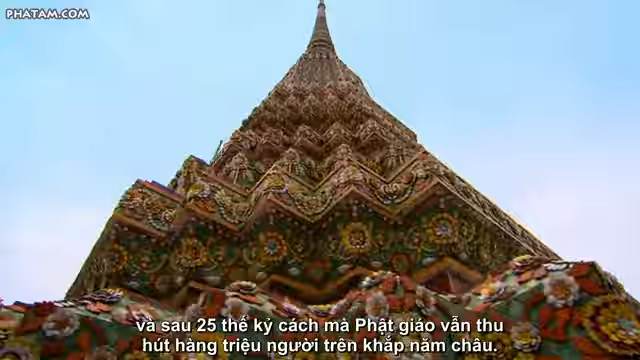 PHATAM.COM
và sau 25 thế kỷ cách mà Phật giáo vẫn thu
hút hàng triệu người trên khắp năm châu.